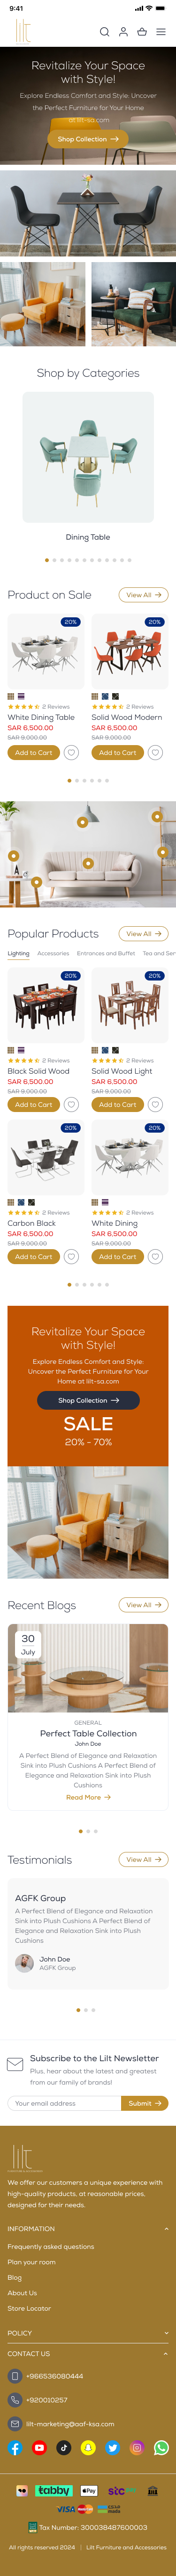 9:41
lilt
Revitalize Your Space
with Style!
Explore Endless Comfort and Style: Uncover
the Perfect Furniture for Your Home
at lilt-sa.com
Shop Collection
Shop by Categories
Dining Table
Product on Sale
View All
20%
20%
2 Reviews
2 Reviews
White Dining Table
Solid Wood Modern
SAR 6,500.00
SAR 6,500.00
SAR 9,000.00
SAR 9,000.00
Add to Cart
Add to Cart
Popular Products
View All
Lighting
Accessories
Entrances and Buffet
Tea and Ser
20%
20%
2 Reviews
2 Reviews
Black Solid Wood
Solid Wood Light
SAR 6,500.00
SAR 6,500.00
SAR 9,000.00
SAR 9,000.00
Add to Cart
Add to Cart
20%
20%
2 Reviews
2 Reviews
Carbon Black
White Dining
SAR 6,500.00
SAR 6,500.00
SAR 9,000.00
SAR 9,000.00
Add to Cart
Add to Cart
Revitalize Your Space
with Style!
Explore Endless Comfort and Style:
Uncover the Perfect Furniture for Your
Home at lilt-sa.com
Shop Collection
SALE
20% - 70%
Recent Blogs
View All
30
July
GENERAL
Perfect Table Collection
John Doe
A Perfect Blend of Elegance and Relaxation
Sink into Plush Cushions A Perfect Blend of
Elegance and Relaxation Sink into Plush
Cushions
Read More
Testimonials
View All
AGFK Group
A Perfect Blend of Elegance and Relaxation
Sink into Plush Cushions A Perfect Blend of
Elegance and Relaxation Sink into Plush
Cushions
John Doe
AGFK Group
Subscribe to the Lilt Newsletter
Plus, hear about the latest and greatest
from our family of brands!
Your email address
Submit
lilt
We offer our customers a unique experience with
high-quality products, at reasonable prices,
designed for their needs.
INFORMATION
Frequently asked questions
Plan your room
Blog
About Us
Store Locator
POLICY
CONTACT US
+966536080444
+920010257
lilt-marketing@aaf-ksa.com
tabby
Pay
stc
VISA
Tax Number: 300038487600003
All rights reserved 2024
Lilt Furniture and Accessories